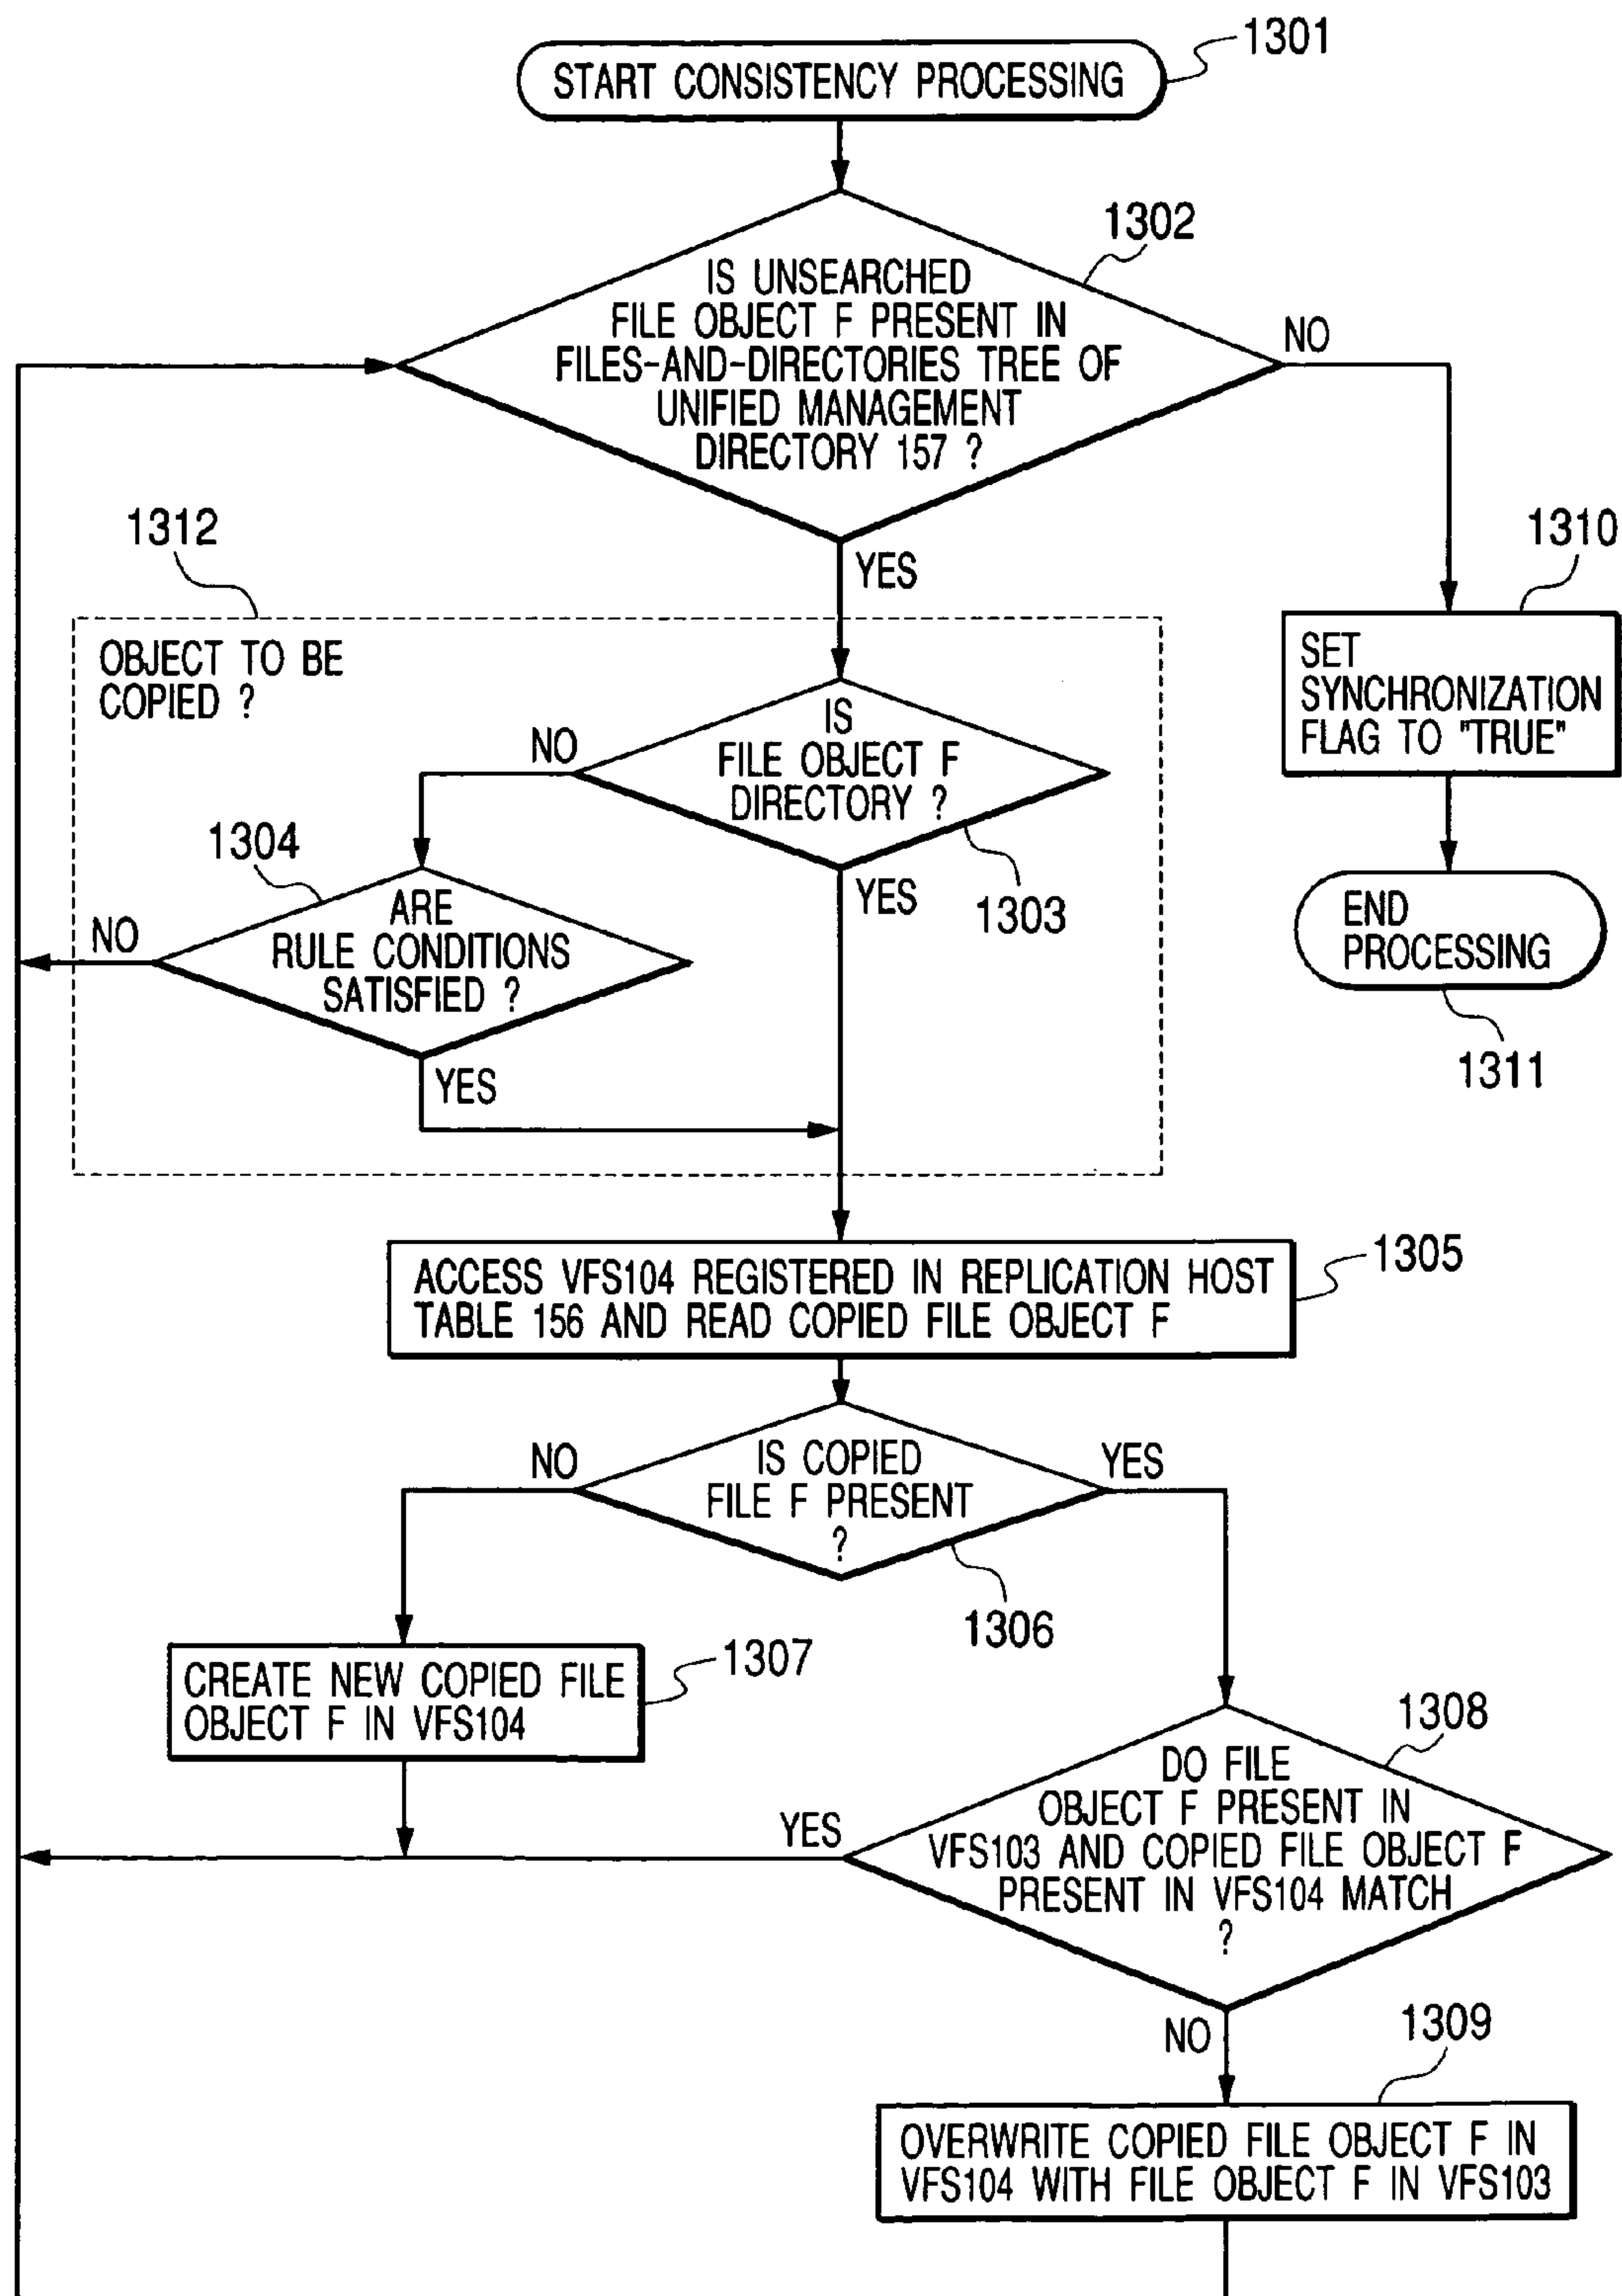 1301
START CONSISTENCY PROCESSING
1302
IS UNSEARCHED
FILE OBJECT F PRESENT IN
FILES-AND-DIRECTORIES TREE OF
UNIFIED MANAGEMENT
DIRECTORY 157 ?
NO
YES
1312
1310
OBJECT TO BE
COPIED ?
SET
SYNCHRONIZATION
FLAG TO "TRUE"
IS
FILE OBJECT F
DIRECTORY ?
NO
YES
1303
1304
ARE
RULE CONDITIONS
SATISFIED ?
NO
YES
END
PROCESSING
1311
ACCESS VFS104 REGISTERED IN REPLICATION HOST
TABLE 156 AND READ COPIED FILE OBJECT F
1305
IS COPIED
FILE F PRESENT
?
NO
YES
1306
CREATE NEW COPIED FILE
OBJECT F IN VFS104
1307
1308
DO FILE
OBJECT F PRESENT IN
VFS103 AND COPIED FILE OBJECT F
PRESENT IN VFS104 MATCH
?
YES
NO
1309
OVERWRITE COPIED FILE OBJECT F IN
VFS104 WITH FILE OBJECT F IN VFS103